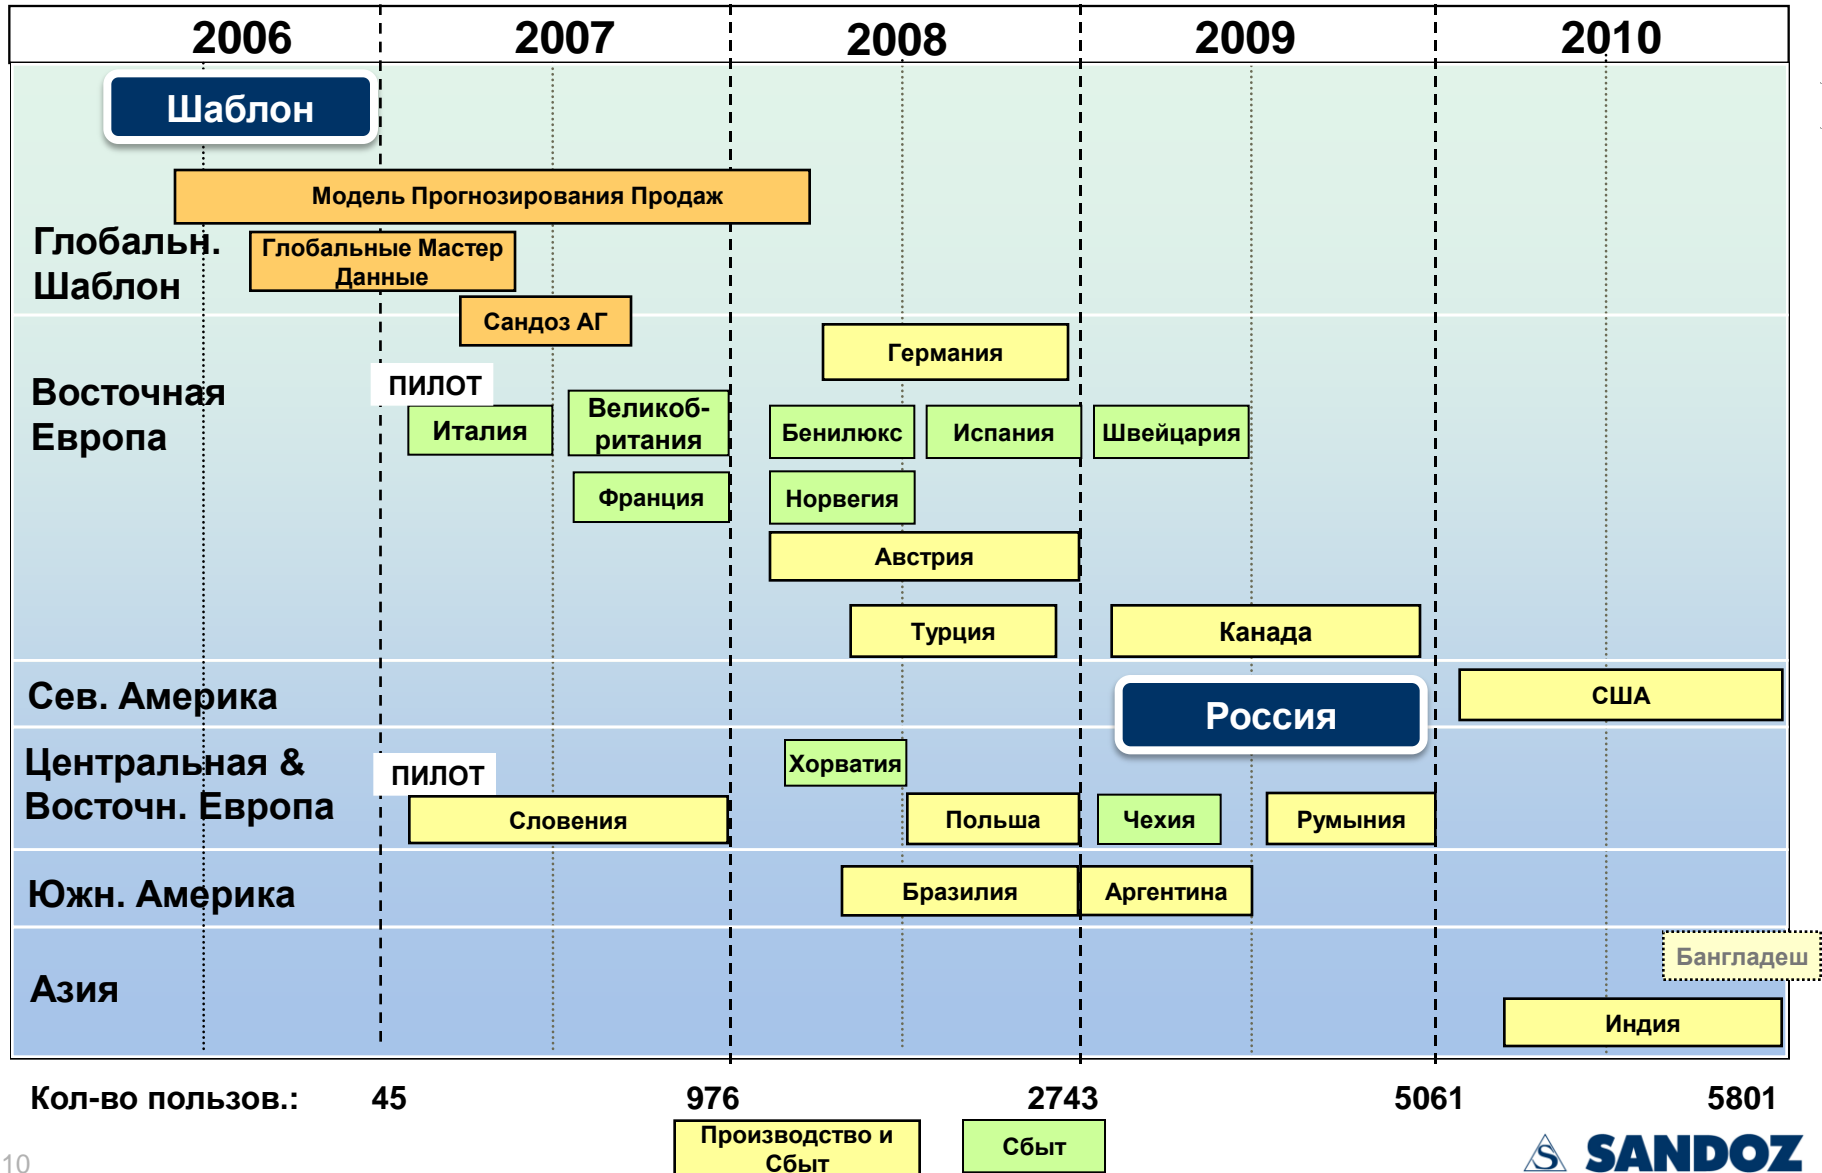 2006 2007 2008 2009 2010
Шаблон
Модель Прогнозирования Продаж
Глобальн.
Шаблон
Глобальные Мастер
Данные
Сандоз АГ
Германия
Восточная
Европа
ПИЛОТ
Италия
Великоб-
ритания
Бенилюкс
Испания
Швейцария
Франция
Норвегия
Австрия
Турция
Канада
Сев. Америка
Россия
США
Центральная &
Восточн. Европа
ПИЛОТ
Словения
Хорватия
Польша
Чехия
Румыния
Южн. Америка
Бразилия
Аргентина
Азия
Бангладеш
Индия
Кол-во пользов.: 45 976 2743 5061 5801
Производство и
Сбыт
Сбыт
10
S SANDOZ